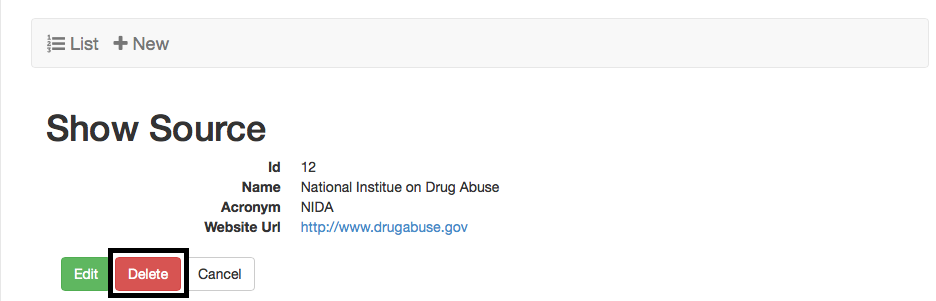 List New
Show Source
Id 12
Name National Institue on Drug Abuse
Acronym NIDA
Website Url http://www.drugabuse.gov
Edit Delete Cancel